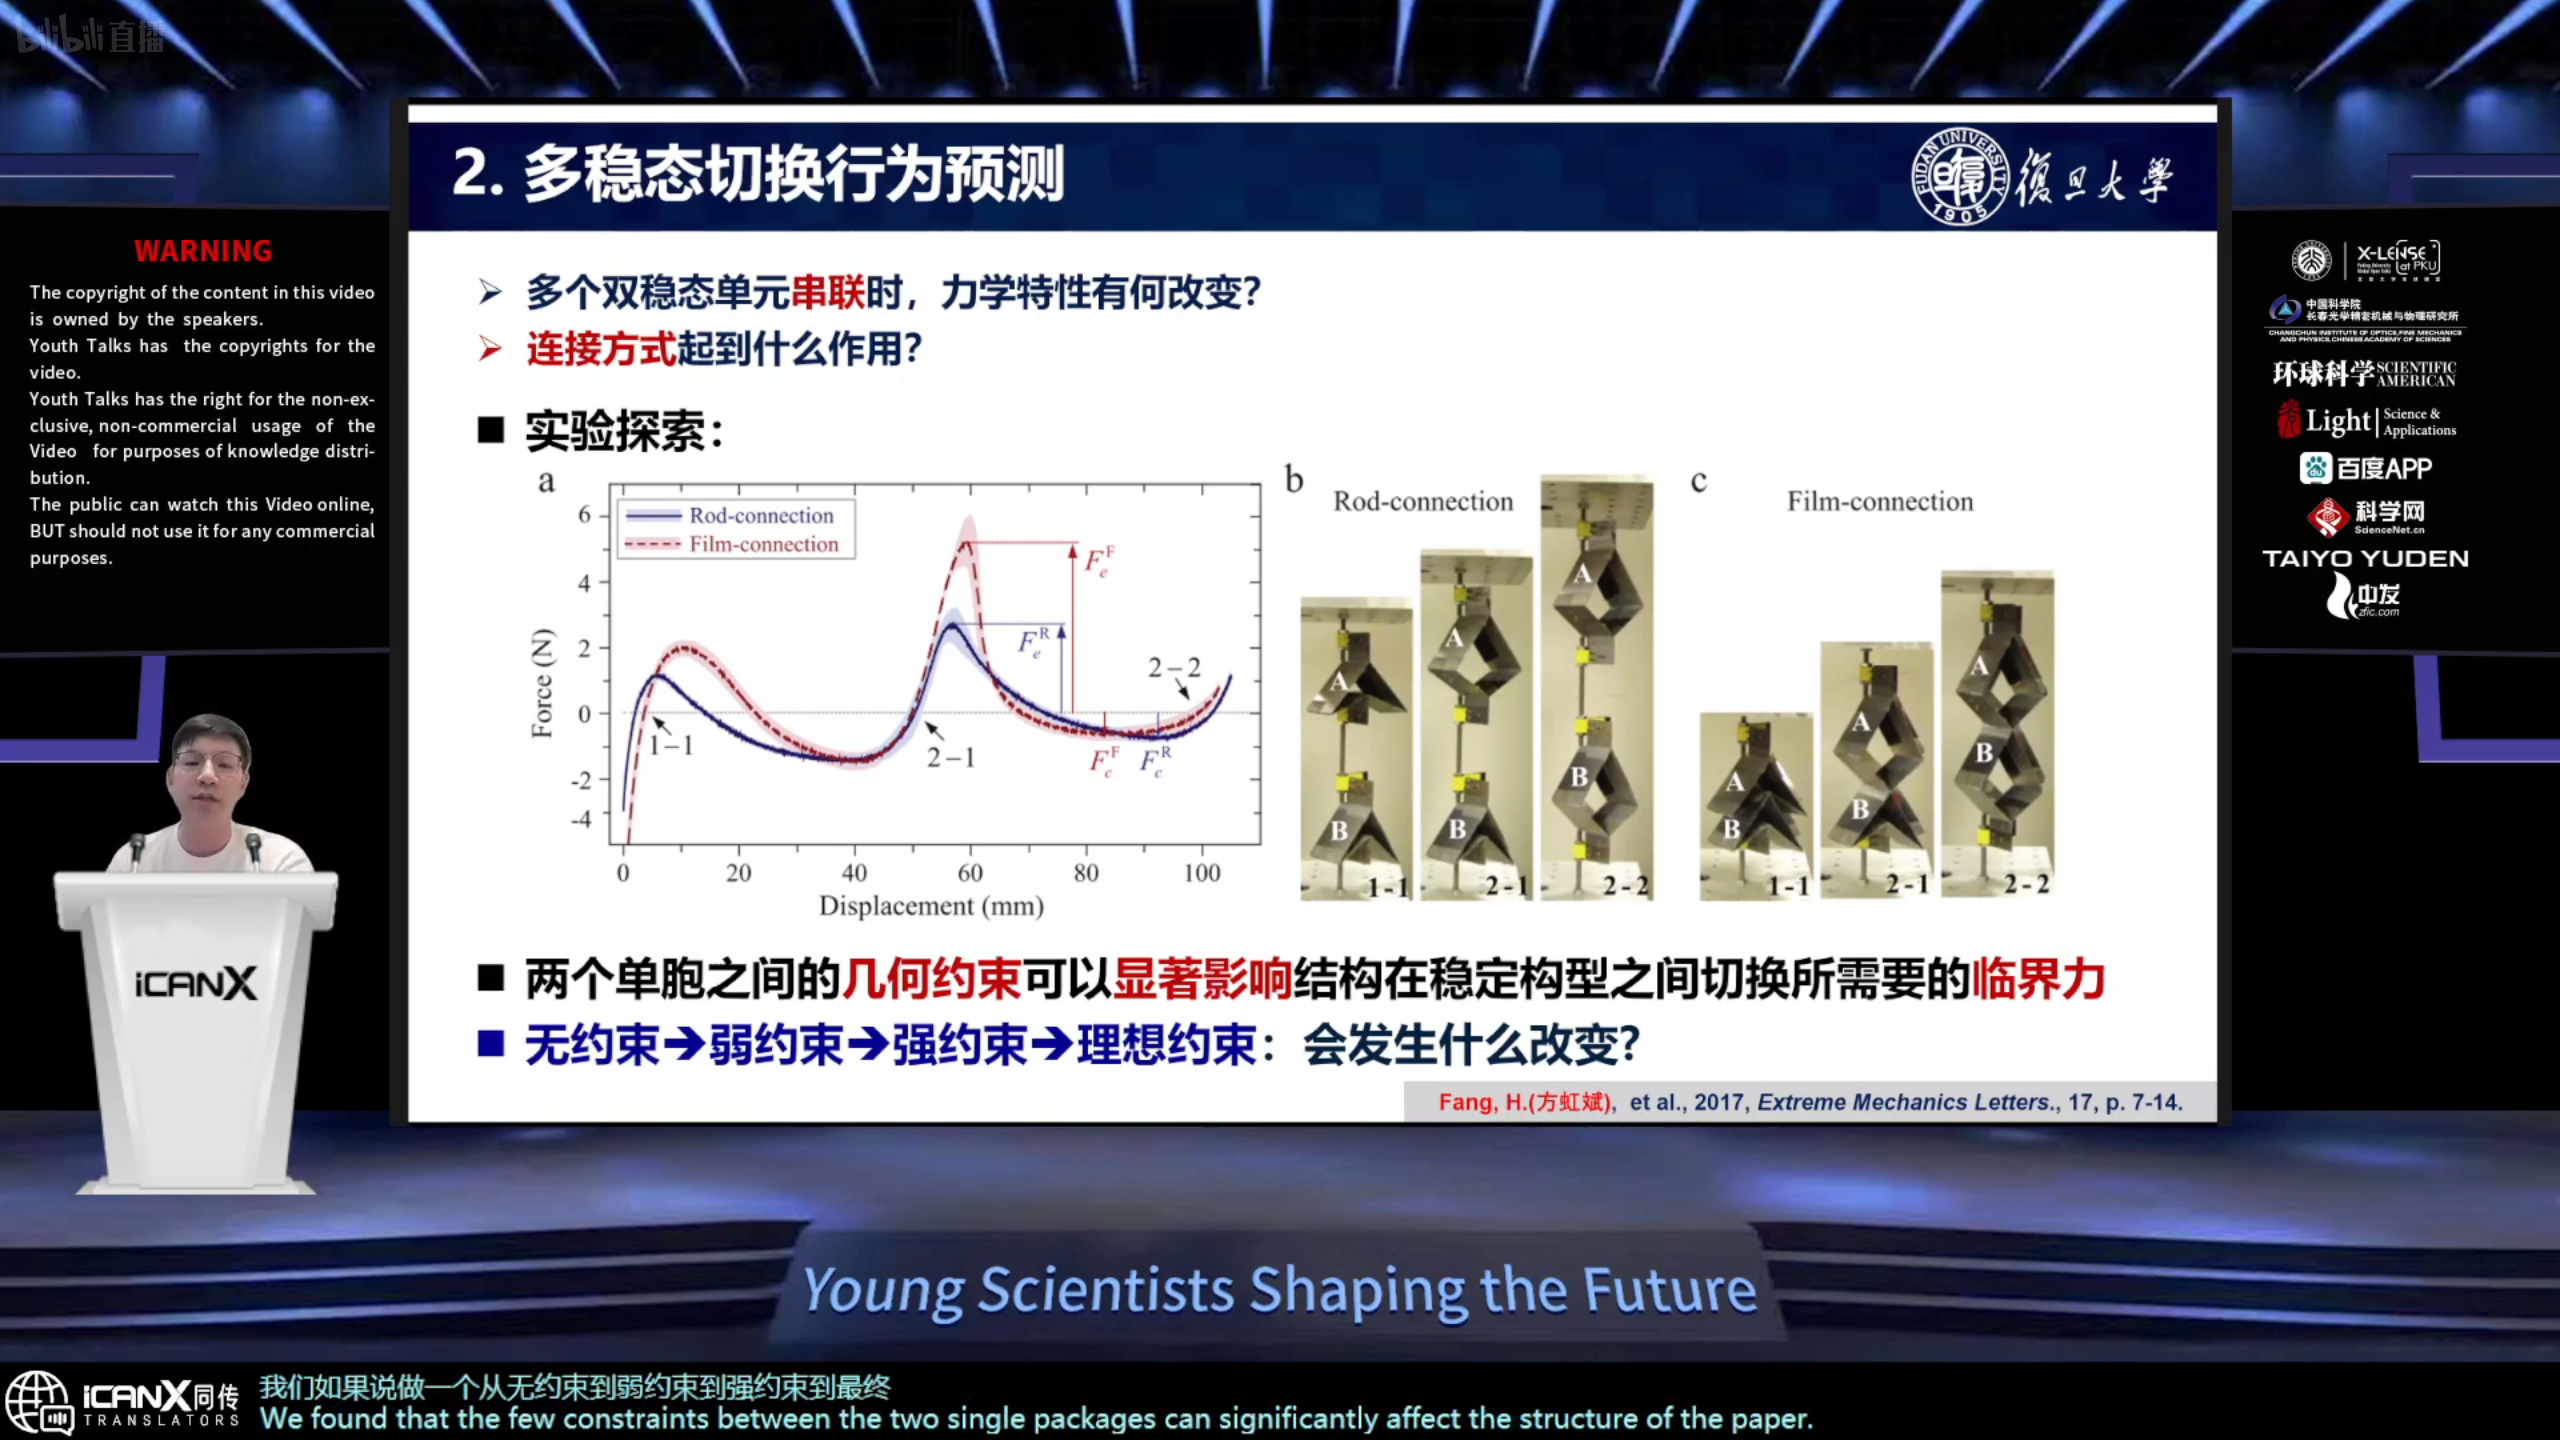 bilibili直播
WARNING
The copyright of the content in this video
is owned by the speakers.
Youth Talks has the copyrights for the
video.
Youth Talks has the right for the non-ex-
clusive, non-commercial usage of the
Video for purposes of knowledge distri-
bution.
The public can watch this Video online,
BUT should not use it for any commercial
purposes.
iCANX
2. 多稳态切换行为预测
FUDAN UNIVERSITY
1905
復旦大學
➢ 多个双稳态单元串联时，力学特性有何改变？
➢ 连接方式起到什么作用？
■ 实验探索：
a
Rod-connection
Film-connection
6
4
2
0
-2
-4
Force (N)
0 20 40 60 80 100
Displacement (mm)
1−1
2−1
2−2
F_e^F
F_e^R
F_c^F
F_c^R
b
Rod-connection
A
B
1-1
A
B
2-1
A
B
2-2
c
Film-connection
A
B
1-1
A
B
2-1
A
B
2-2
■ 两个单胞之间的几何约束可以显著影响结构在稳定构型之间切换所需要的临界力
■ 无约束➔弱约束➔强约束➔理想约束：会发生什么改变？
Fang, H.(方虹斌), et al., 2017, Extreme Mechanics Letters., 17, p. 7-14.
X-LENSE
at PKU
中国科学院
长春光学精密机械与物理研究所
CHANGCHUN INSTITUTE OF OPTICS,FINE MECHANICS
AND PHYSICS,CHINESE ACADEMY OF SCIENCES
环球科学 SCIENTIFIC AMERICAN
Light | Science & Applications
du 百度APP
科学网
ScienceNet.cn
TAIYO YUDEN
中发
zfic.com
Young Scientists Shaping the Future
iCANX同传
TRANSLATORS
我们如果说做一个从无约束到弱约束到强约束到最终
We found that the few constraints between the two single packages can significantly affect the structure of the paper.